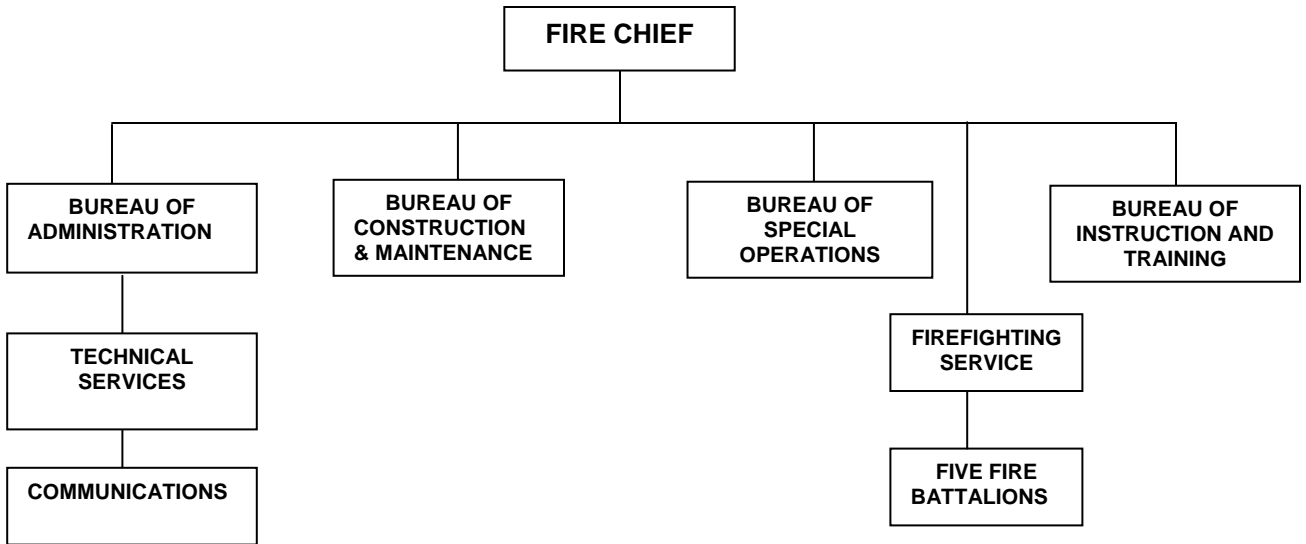 FIRE CHIEF
BUREAU OF
ADMINISTRATION
BUREAU OF
CONSTRUCTION
& MAINTENANCE
BUREAU OF
SPECIAL
OPERATIONS
BUREAU OF
INSTRUCTION AND
TRAINING
TECHNICAL
SERVICES
FIREFIGHTING
SERVICE
COMMUNICATIONS
FIVE FIRE
BATTALIONS